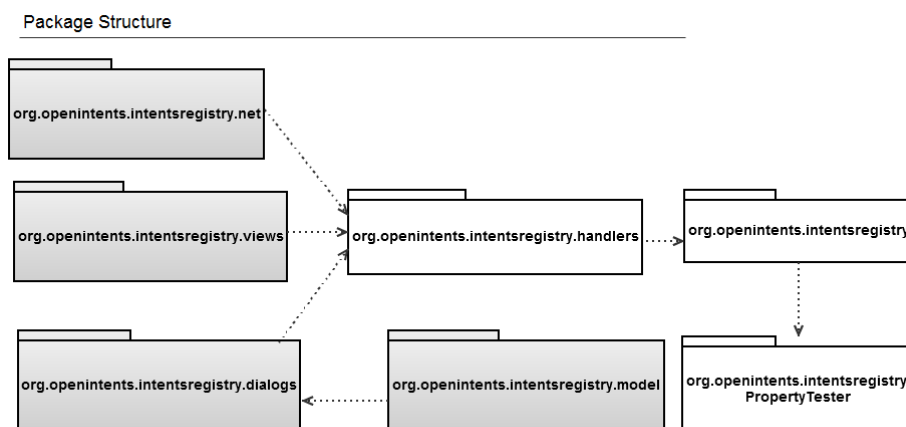 Package Structure
org.openintents.intentsregistry.net
org.openintents.intentsregistry.views
org.openintents.intentsregistry.handlers
org.openintents.intentsregistry
org.openintents.intentsregistry.dialogs
org.openintents.intentsregistry.model
org.openintents.intentsregistry
PropertyTester